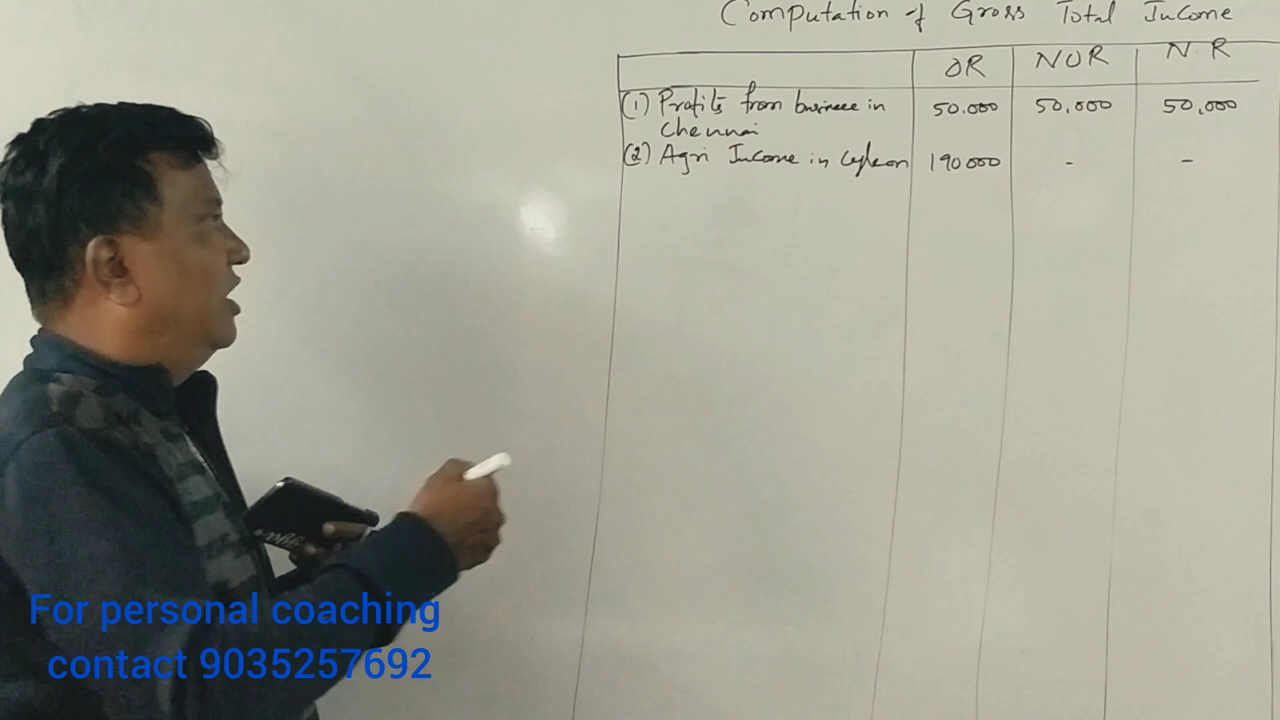 Computation of Gross Total Income
OR NOR N R
(1) Profits from business in 50.000 50,000 50,000
Chennai
(2) Agri Income in Ceylon 190000 - -
For personal coaching
contact 9035257692